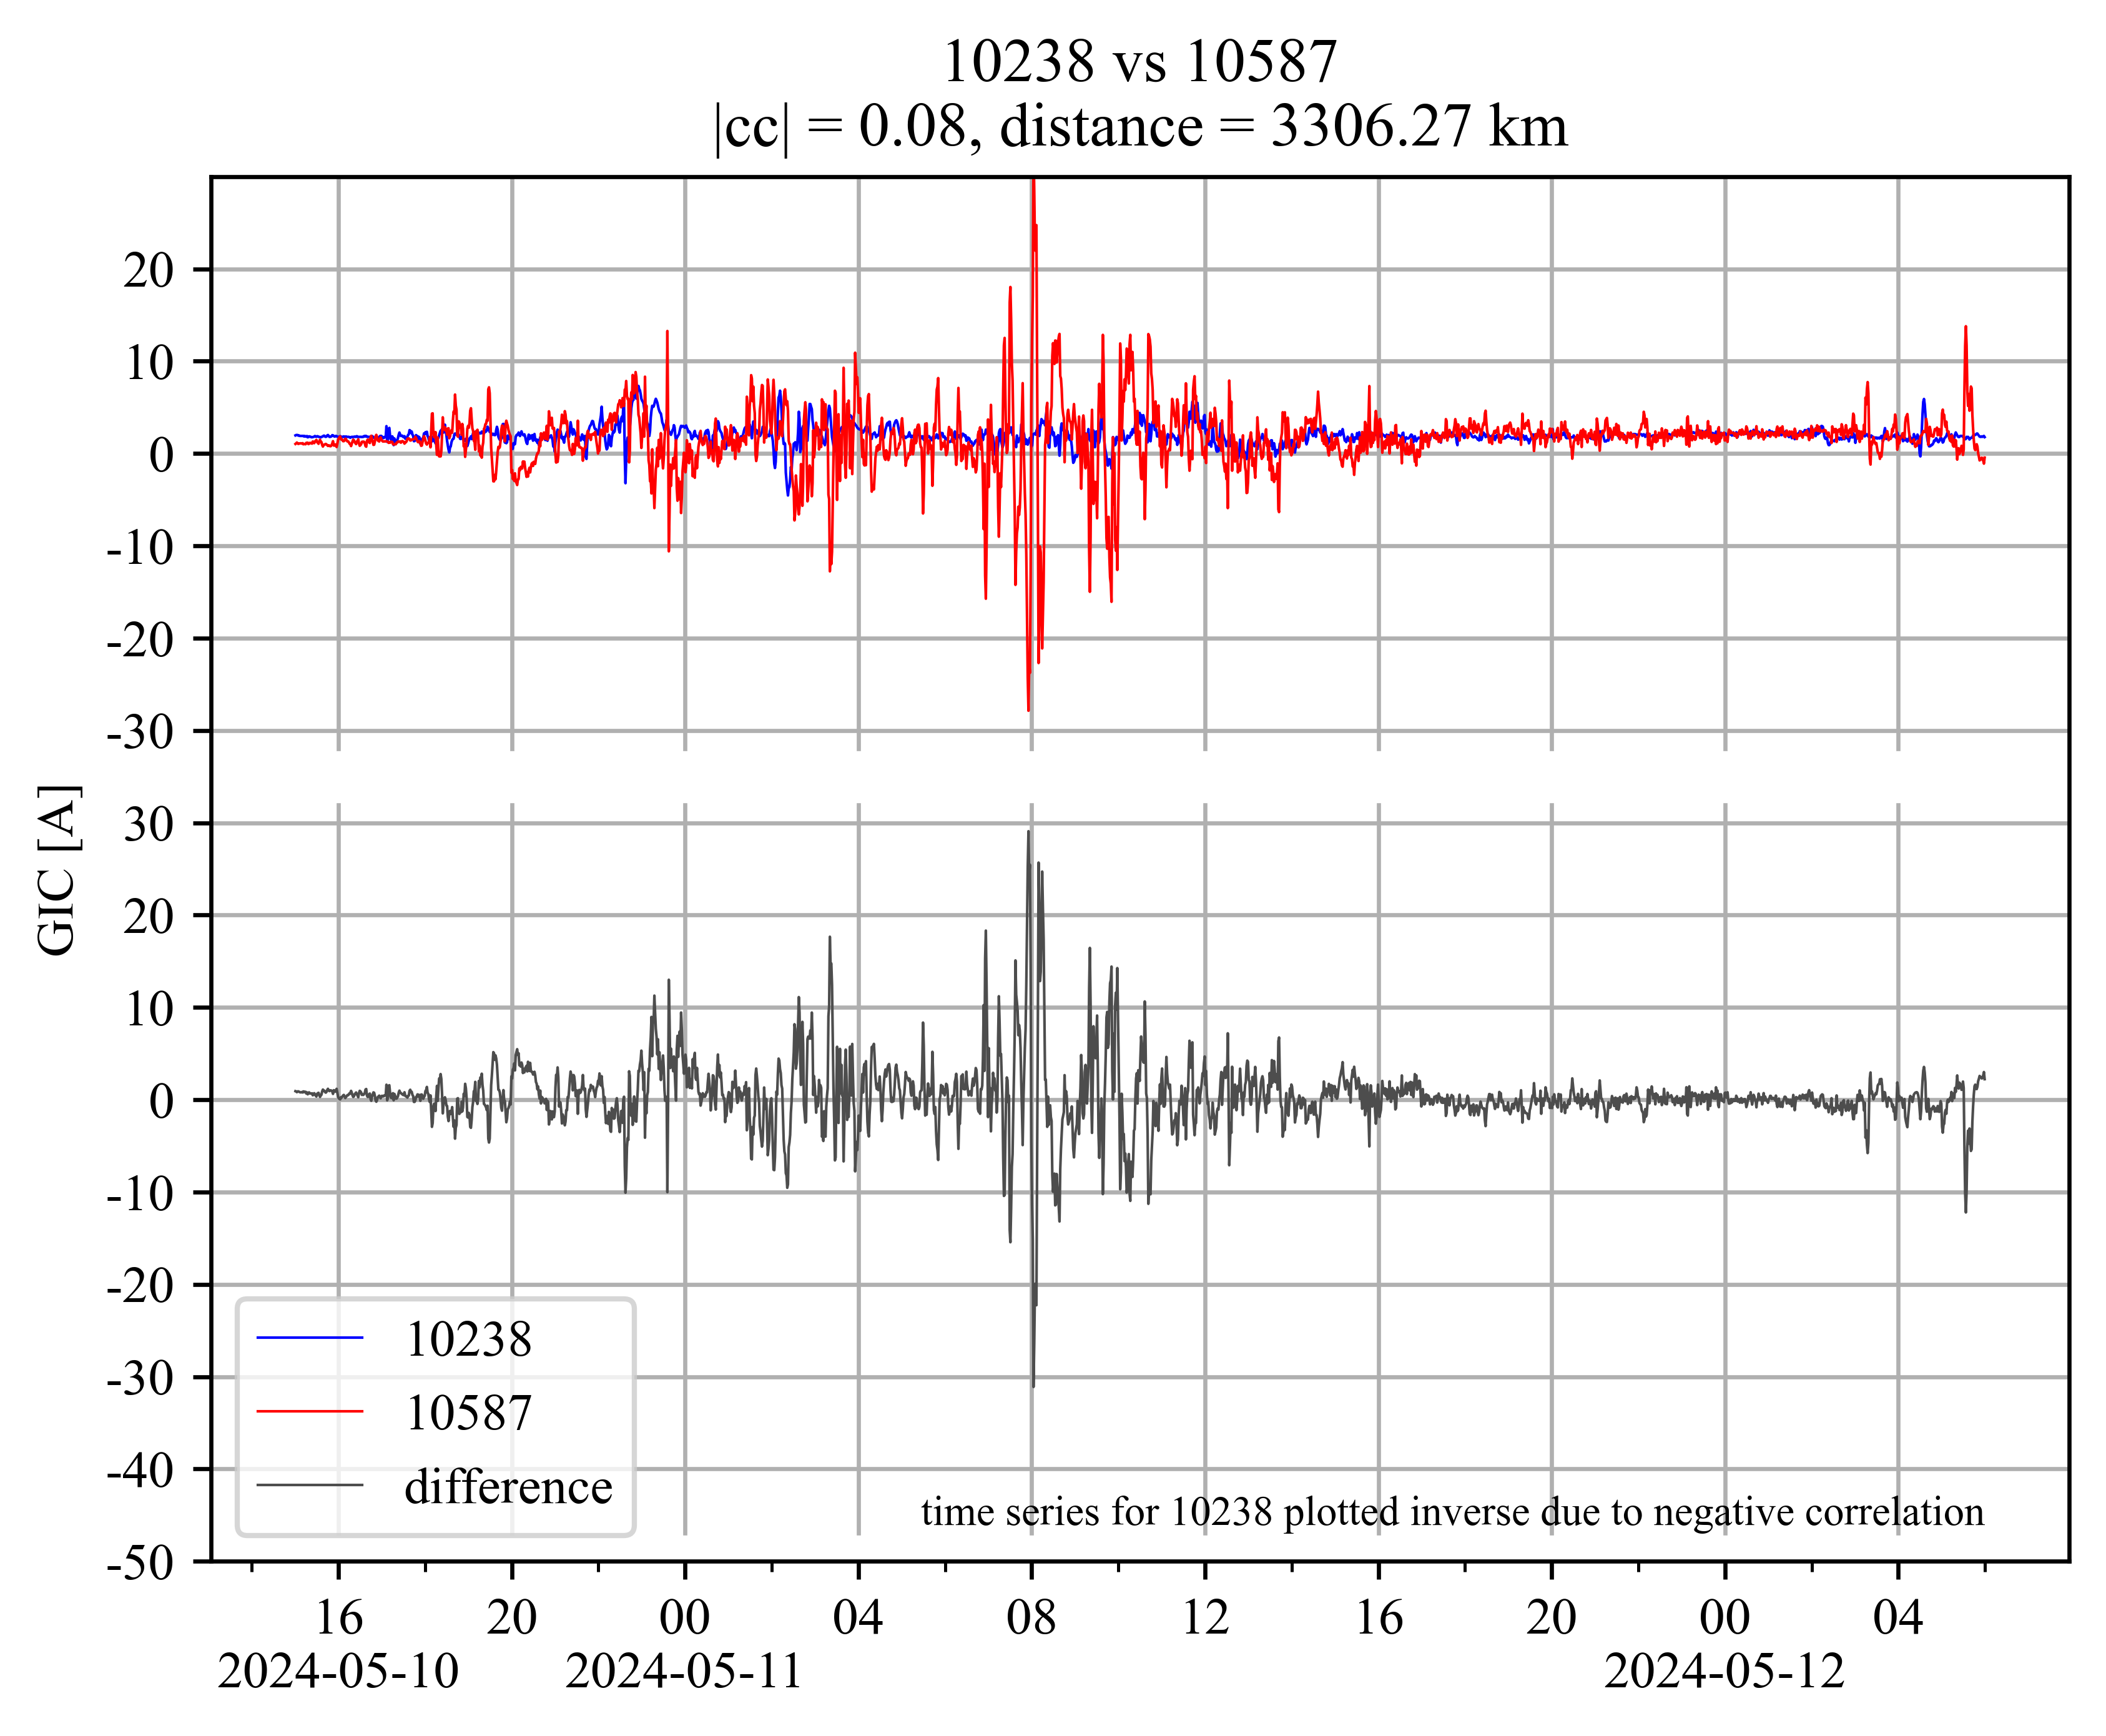 10238 vs 10587
|cc| = 0.08, distance = 3306.27 km
GIC [A]
20
10
0
-10
-20
-30
30
20
10
0
-10
-20
-30
-40
-50
10238
10587
difference
time series for 10238 plotted inverse due to negative correlation
16 20 00 04 08 12 16 20 00 04
2024-05-10 2024-05-11 2024-05-12